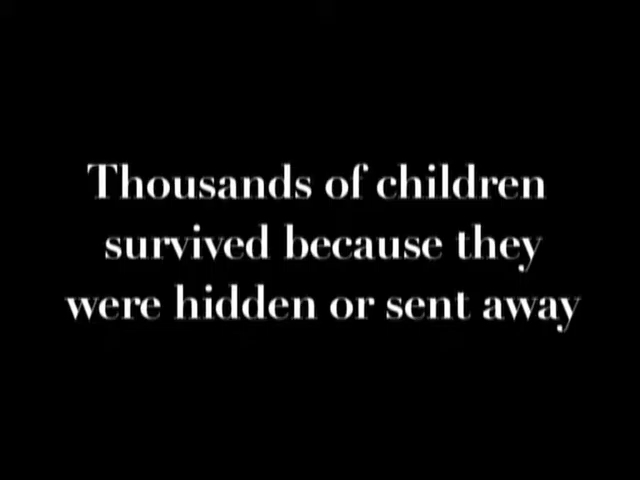 Thousands of children
survived because they
were hidden or sent away